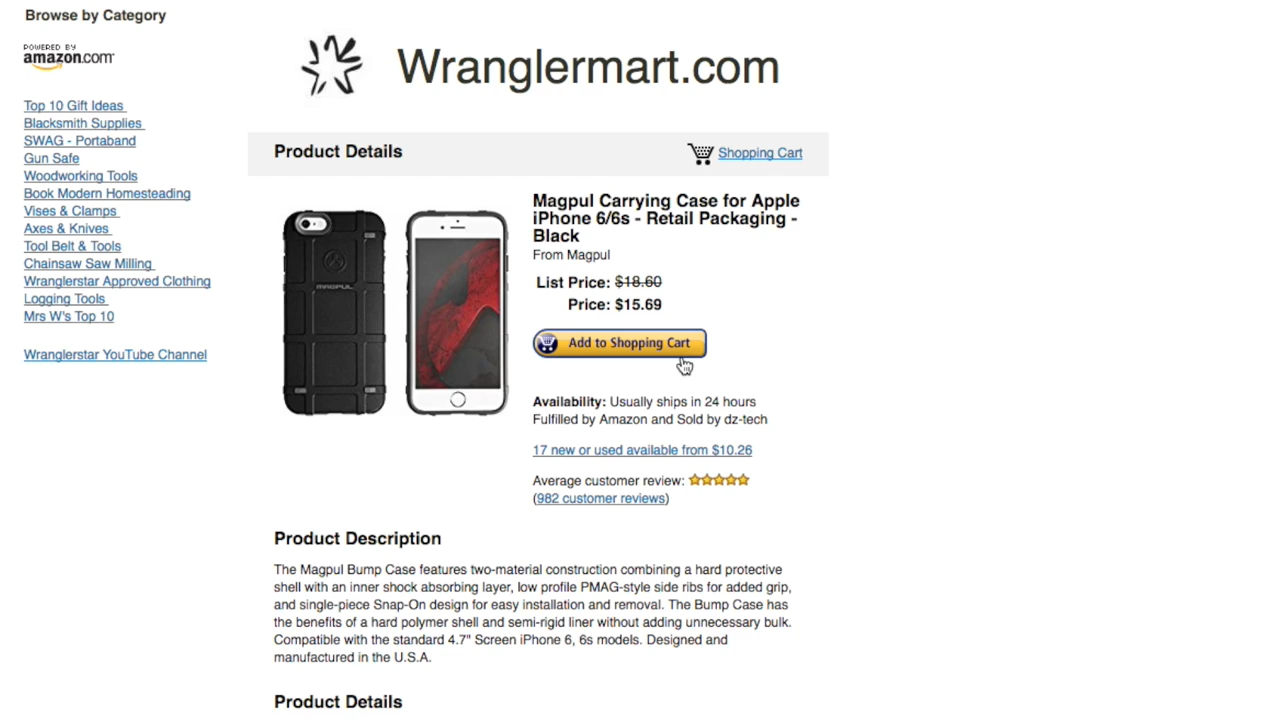 Browse by Category
POWERED BY
amazon.com
Top 10 Gift Ideas
Blacksmith Supplies
SWAG - Portaband
Gun Safe
Woodworking Tools
Book Modern Homesteading
Vises & Clamps
Axes & Knives
Tool Belt & Tools
Chainsaw Saw Milling
Wranglerstar Approved Clothing
Logging Tools
Mrs W's Top 10
Wranglerstar YouTube Channel
Wranglermart.com
Product Details
Shopping Cart
MAGPUL
Magpul Carrying Case for Apple
iPhone 6/6s - Retail Packaging -
Black
From Magpul
List Price: $18.60
Price: $15.69
Add to Shopping Cart
Availability: Usually ships in 24 hours
Fulfilled by Amazon and Sold by dz-tech
17 new or used available from $10.26
Average customer review:
(982 customer reviews)
Product Description
The Magpul Bump Case features two-material construction combining a hard protective
shell with an inner shock absorbing layer, low profile PMAG-style side ribs for added grip,
and single-piece Snap-On design for easy installation and removal. The Bump Case has
the benefits of a hard polymer shell and semi-rigid liner without adding unnecessary bulk.
Compatible with the standard 4.7" Screen iPhone 6, 6s models. Designed and
manufactured in the U.S.A.
Product Details